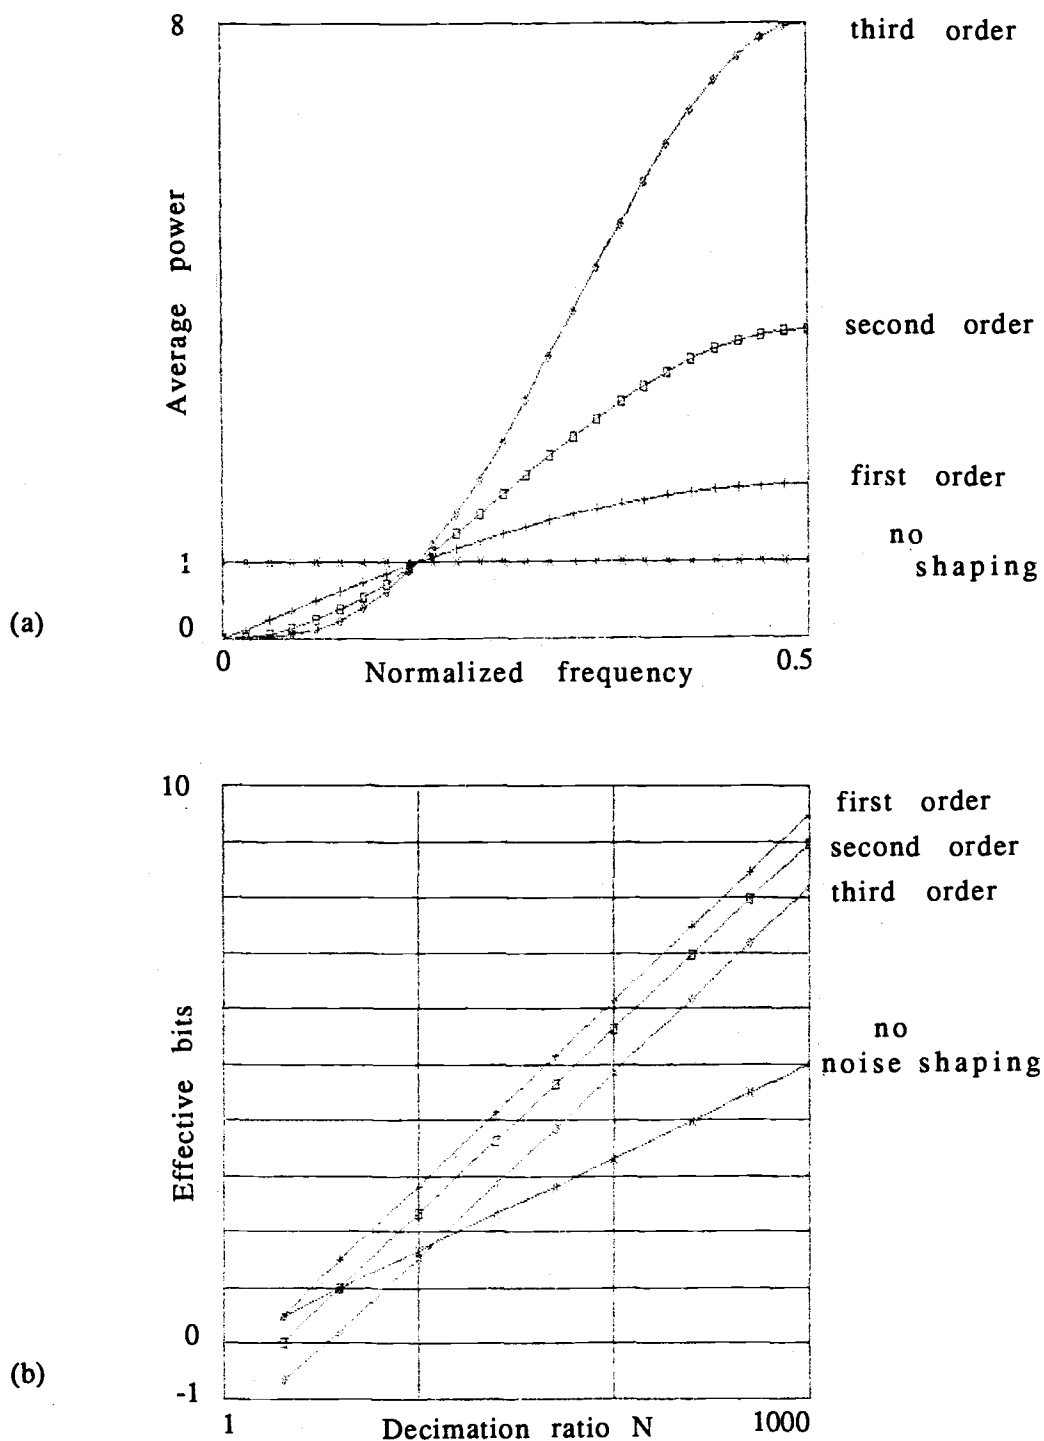 8
third order
Average power
second order
first order
no
shaping
1
0
(a)
0
0.5
Normalized frequency
10
first order
second order
third order
no
noise shaping
Effective bits
0
-1
(b)
1
1000
Decimation ratio N